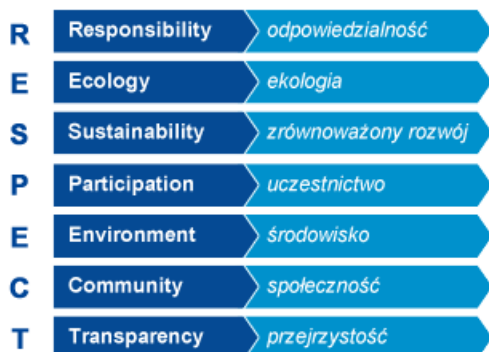 R Responsibility odpowiedzialność
E Ecology ekologia
S Sustainability zrównoważony rozwój
P Participation uczestnictwo
E Environment środowisko
C Community społeczność
T Transparency przejrzystość